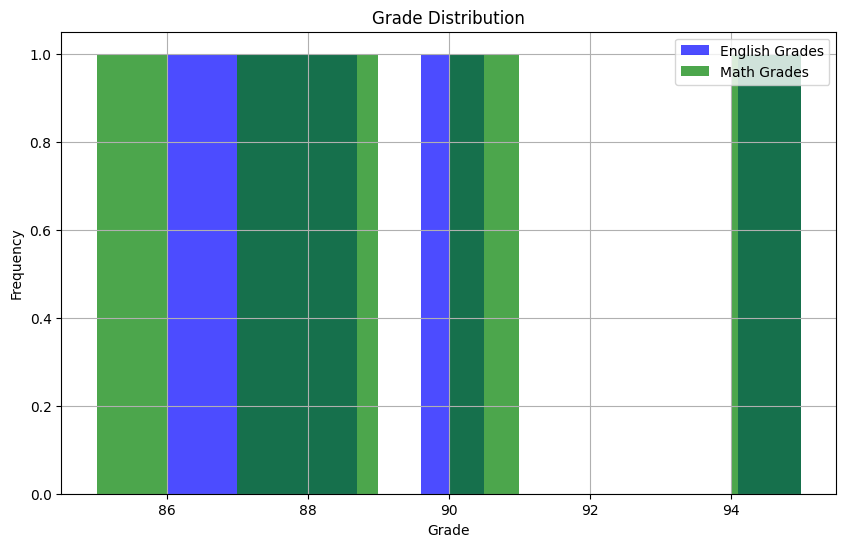 Grade Distribution
English Grades
Math Grades
1.0
0.8
0.6
0.4
0.2
0.0
Frequency
86 88 90 92 94
Grade